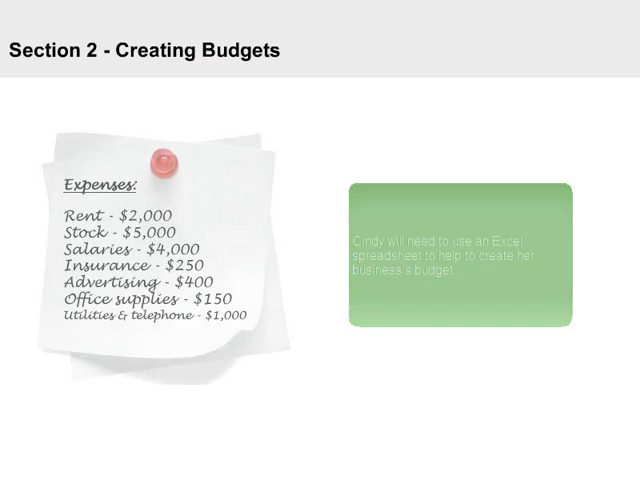 Section 2 - Creating Budgets
Expenses:
Rent - $2,000
Stock - $5,000
Salaries - $4,000
Insurance - $250
Advertising - $400
Office supplies - $150
Utilities & telephone - $1,000
Cindy will need to use an Excel
spreadsheet to help to create her
business's budget.